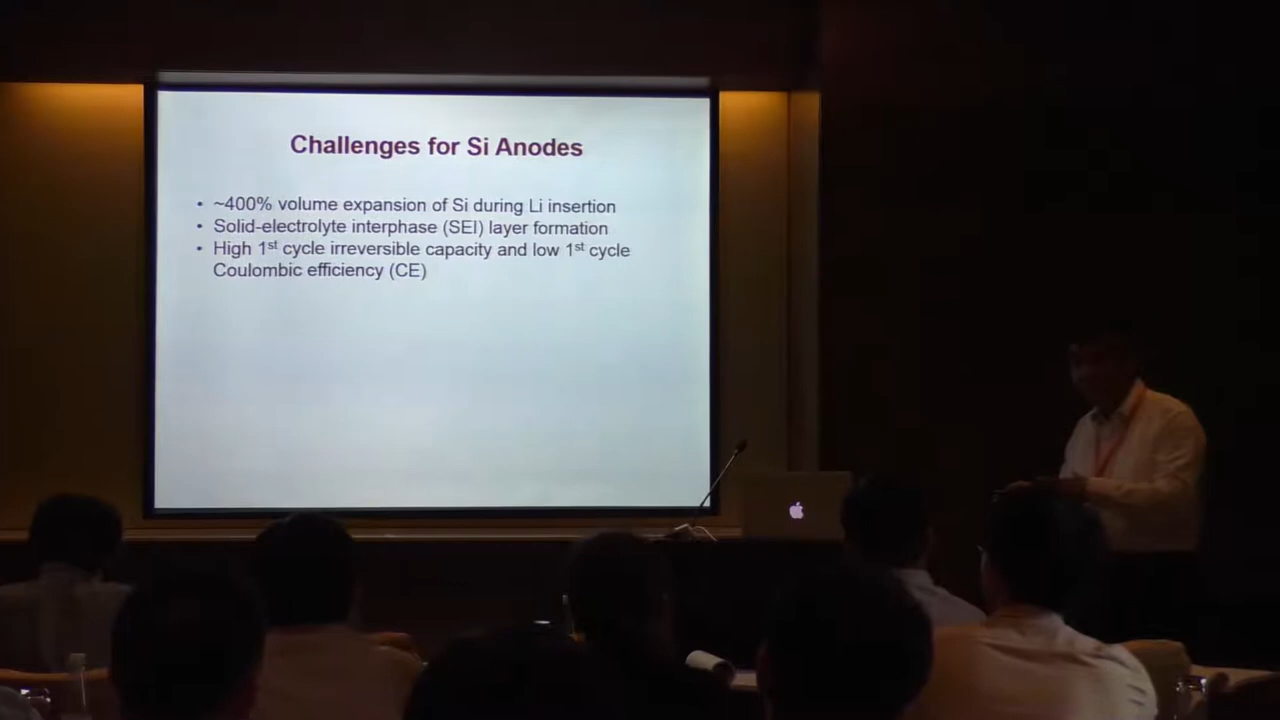 Challenges for Si Anodes
• ~400% volume expansion of Si during Li insertion
• Solid-electrolyte interphase (SEI) layer formation
• High 1st cycle irreversible capacity and low 1st cycle
Coulombic efficiency (CE)